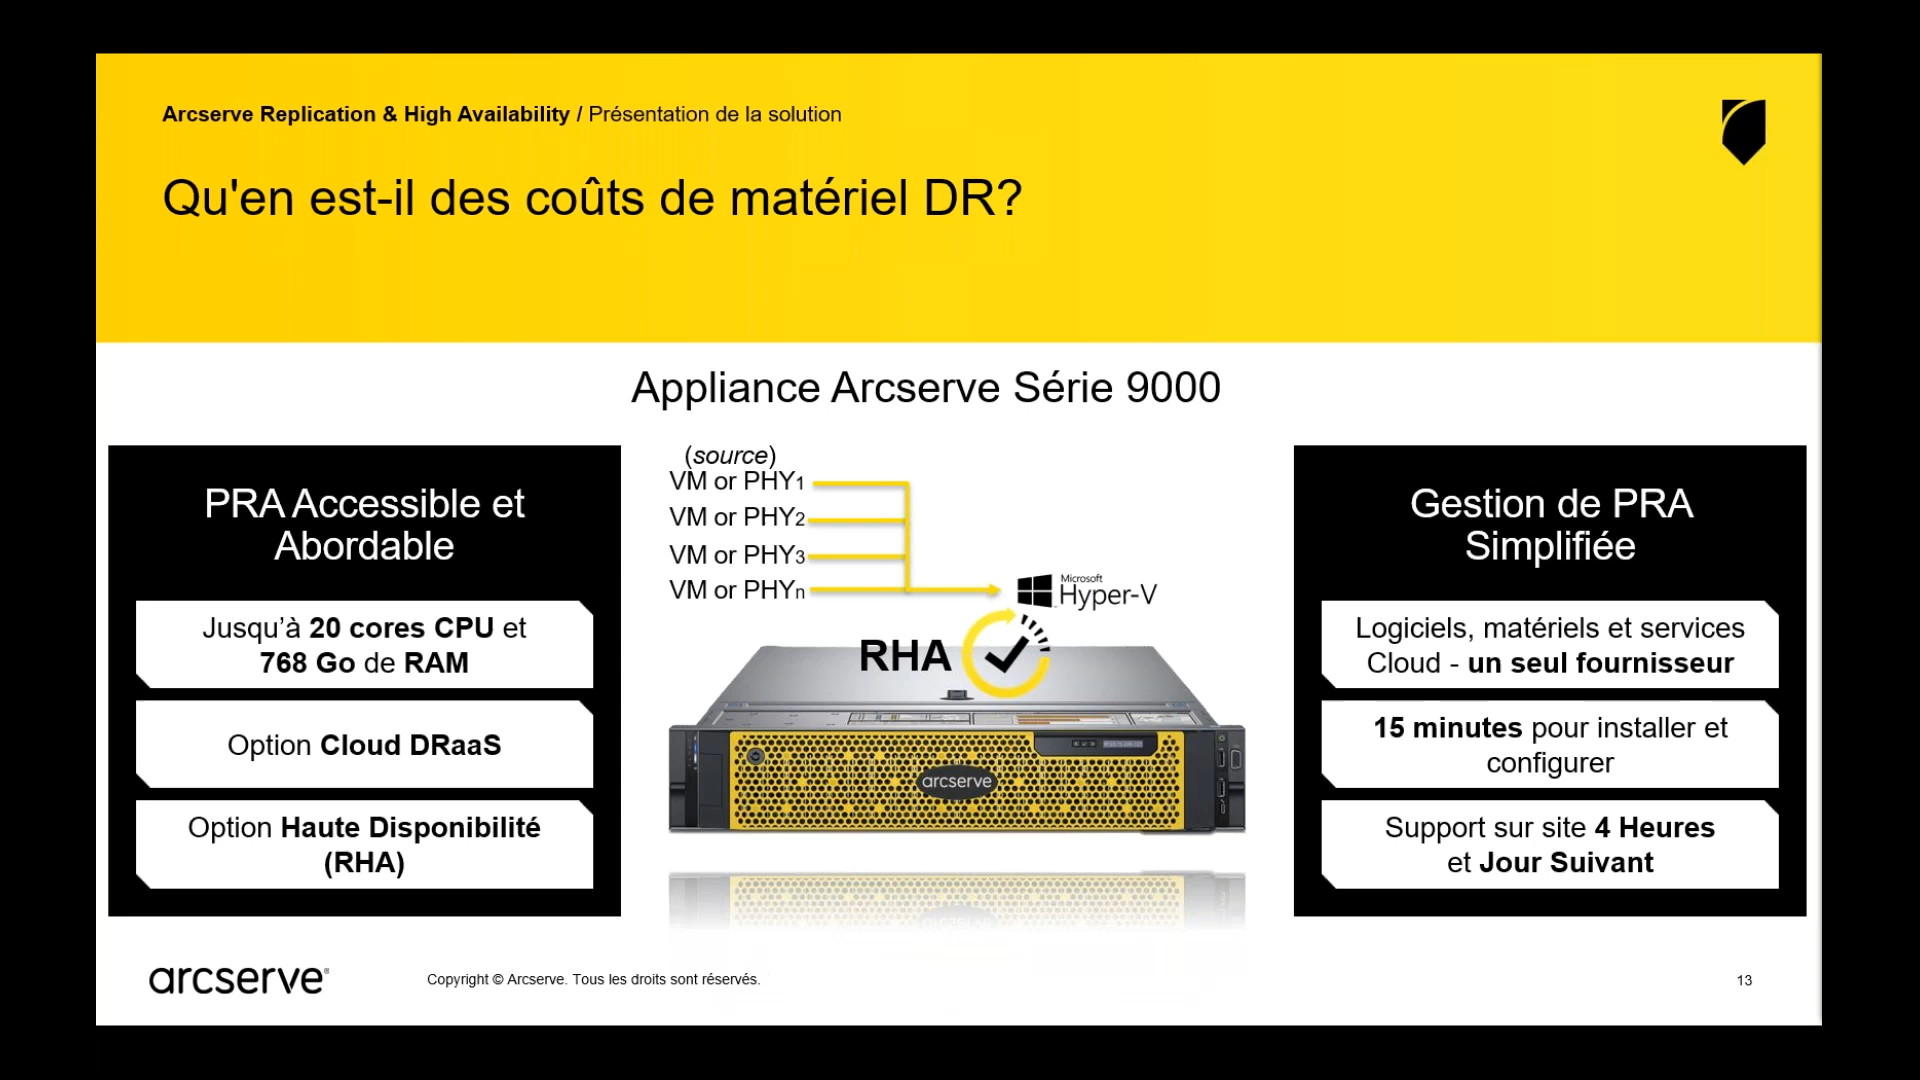 Arcserve Replication & High Availability / Présentation de la solution
Qu'en est-il des coûts de matériel DR?
Appliance Arcserve Série 9000
PRA Accessible et
Abordable
Jusqu’à 20 cores CPU et
768 Go de RAM
Option Cloud DRaaS
Option Haute Disponibilité
(RHA)
(source)
VM or PHY1
VM or PHY2
VM or PHY3
VM or PHYn
Microsoft
Hyper-V
RHA
arcserve
Gestion de PRA
Simplifiée
Logiciels, matériels et services
Cloud - un seul fournisseur
15 minutes pour installer et
configurer
Support sur site 4 Heures
et Jour Suivant
arcserve®
Copyright © Arcserve. Tous les droits sont réservés.
13